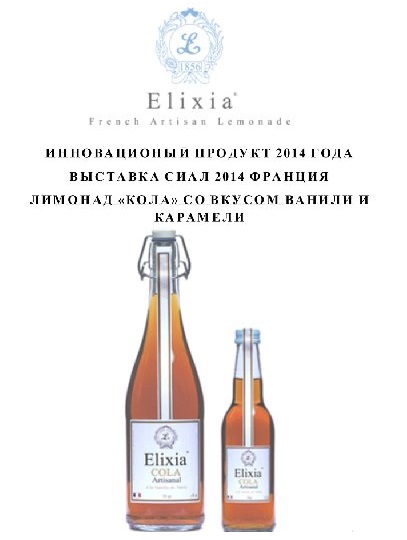 L
1856
Elixia®
French Artisan Lemonade
ИННОВАЦИОНЫЙ ПРОДУКТ 2014 ГОДА
ВЫСТАВКА СИАЛ 2014 ФРАНЦИЯ
ЛИМОНАД «КОЛА» СО ВКУСОМ ВАНИЛИ И
КАРАМЕЛИ
Elixia®
COLA
Artisanal
Elixia®
COLA
Artisanal